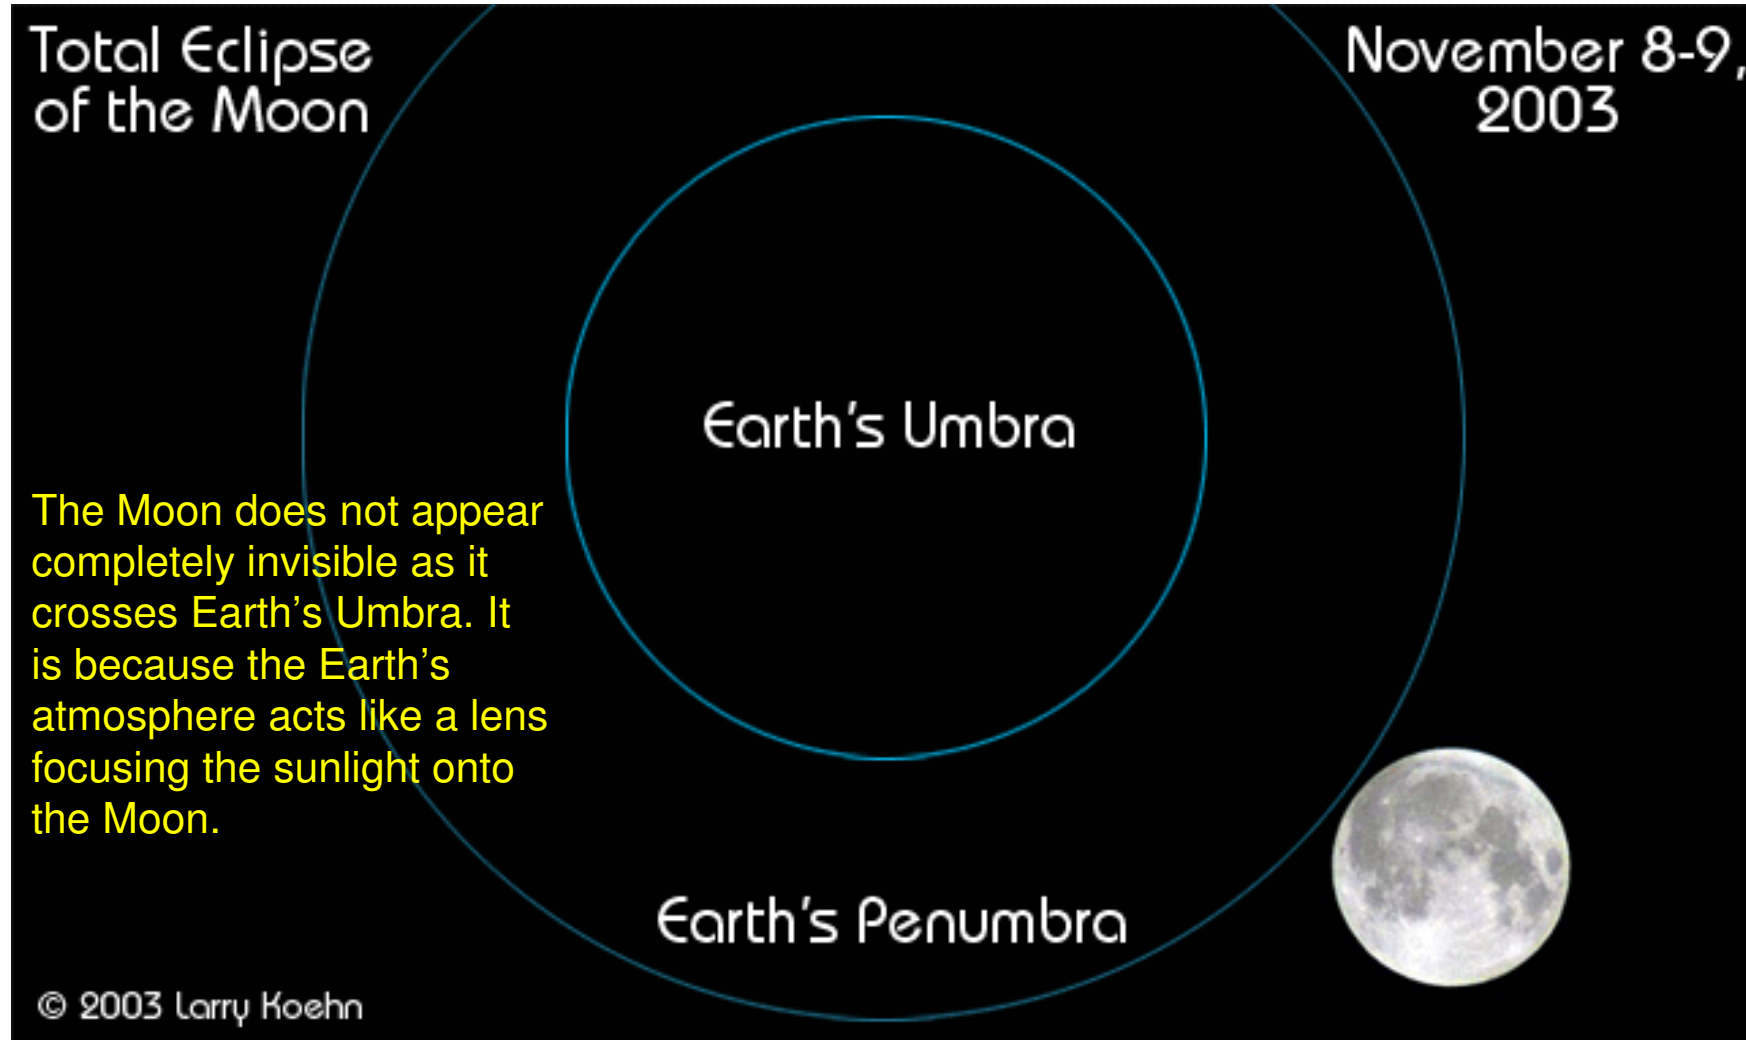 Total Eclipse
of the Moon
November 8-9,
2003
Earth's Umbra
The Moon does not appear
completely invisible as it
crosses Earth’s Umbra. It
is because the Earth’s
atmosphere acts like a lens
focusing the sunlight onto
the Moon.
Earth's Penumbra
© 2003 Larry Koehn